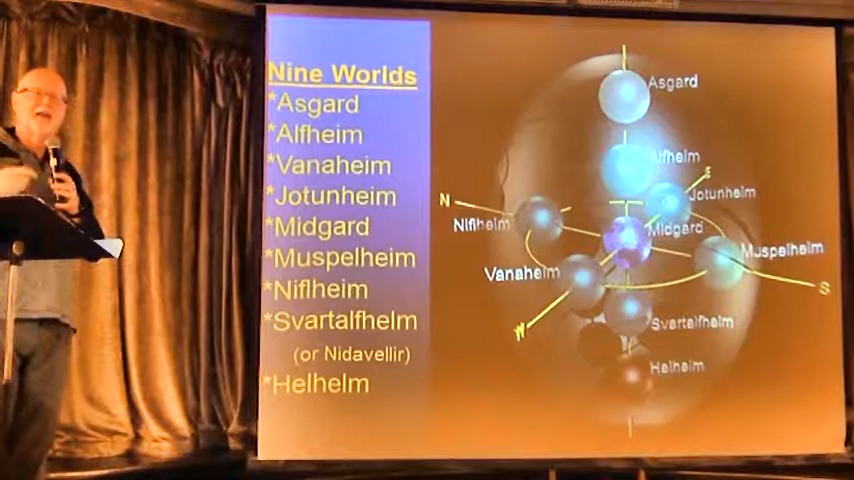 Nine Worlds
*Asgard
*Alfheim
*Vanaheim
*Jotunheim
*Midgard
*Muspelheim
*Niflheim
*Svartalfhelm
(or Nidavellir)
*Helheim
Asgard
Alfheim
E
Jotunheim
N
Niflheim
Midgard
Muspelheim
Vanaheim
S
W
Svartalfheim
Helheim